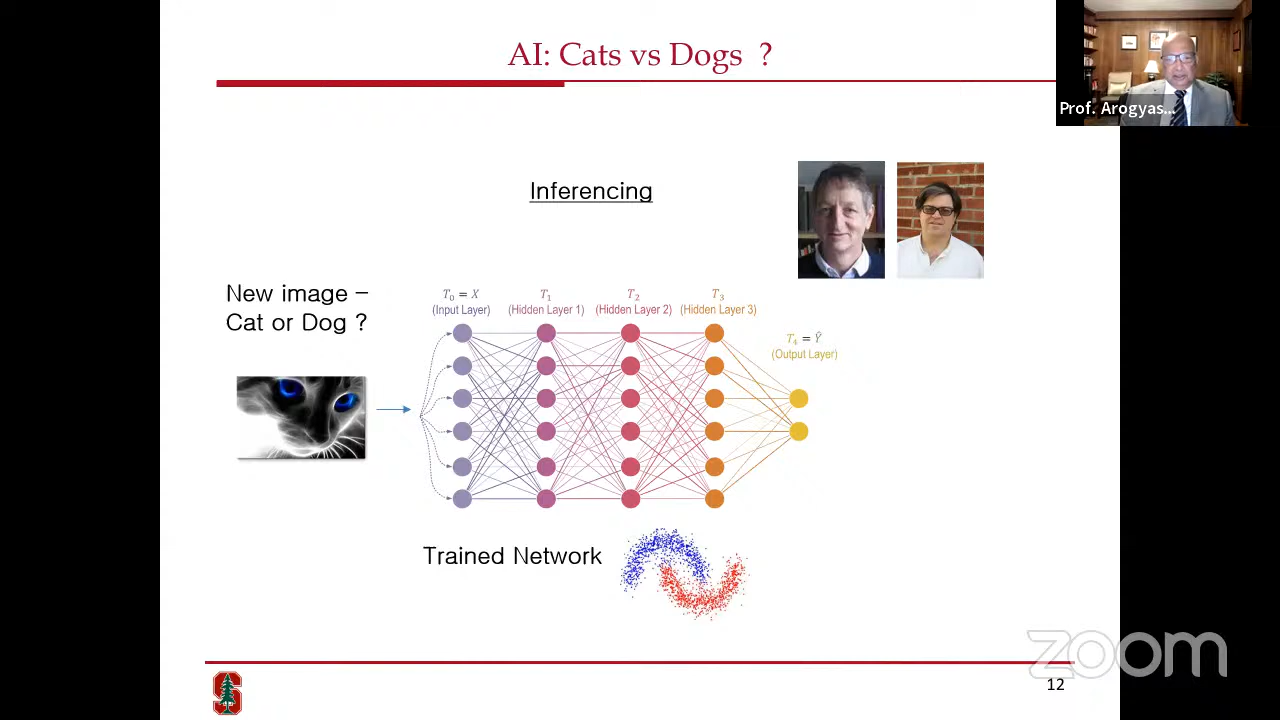 AI: Cats vs Dogs ?
Prof. Arogyas...
Inferencing
New image –
Cat or Dog ?
T₀ = X
(Input Layer)
T₁
(Hidden Layer 1)
T₂
(Hidden Layer 2)
T₃
(Hidden Layer 3)
T₄ = Ŷ
(Output Layer)
Trained Network
zoom
S
12